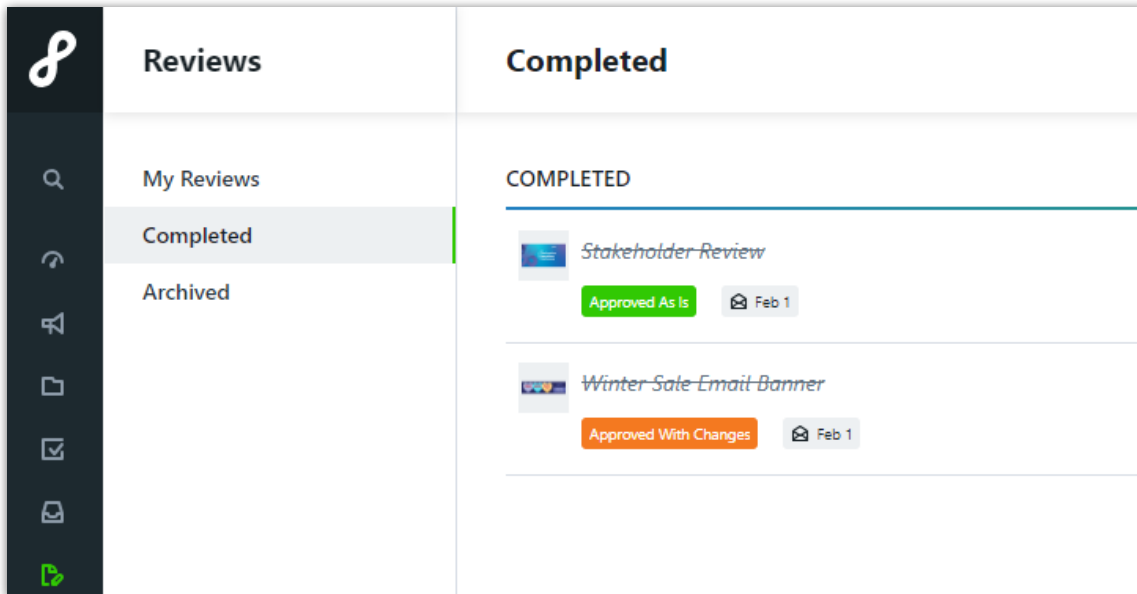 Reviews
Completed
My Reviews
Completed
Archived
COMPLETED
Stakeholder Review
Approved As Is
Feb 1
Winter Sale Email Banner
Approved With Changes
Feb 1